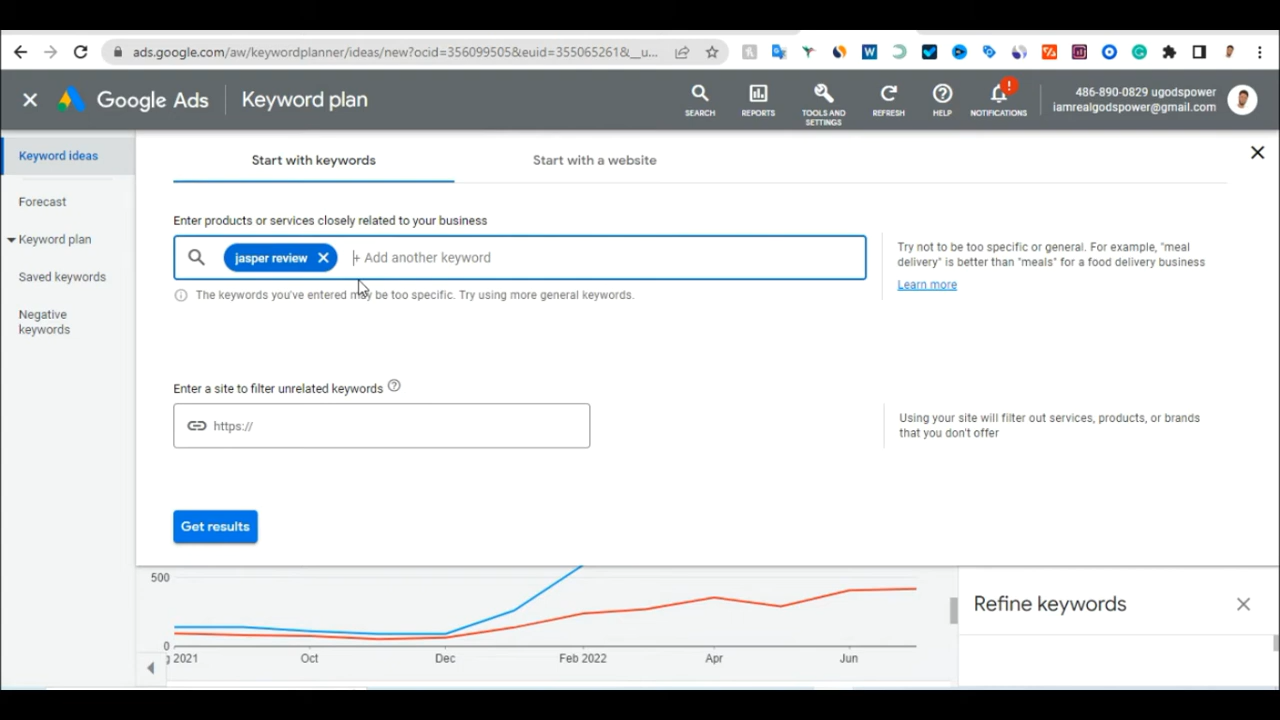 ads.google.com/aw/keywordplanner/ideas/new?ocid=356099505&euid=355065261&__u...
Google Ads
Keyword plan
SEARCH
REPORTS
TOOLS AND
SETTINGS
REFRESH
HELP
!
NOTIFICATIONS
486-890-0829 ugodspower
iamrealgodspower@gmail.com
Keyword ideas
Forecast
Keyword plan
Saved keywords
Negative
keywords
Start with keywords
Start with a website
Enter products or services closely related to your business
jasper review
+ Add another keyword
The keywords you've entered may be too specific. Try using more general keywords.
Try not to be too specific or general. For example, "meal
delivery" is better than "meals" for a food delivery business
Learn more
Enter a site to filter unrelated keywords
https://
Using your site will filter out services, products, or brands
that you don't offer
Get results
500
0
2021
Oct
Dec
Feb 2022
Apr
Jun
Refine keywords